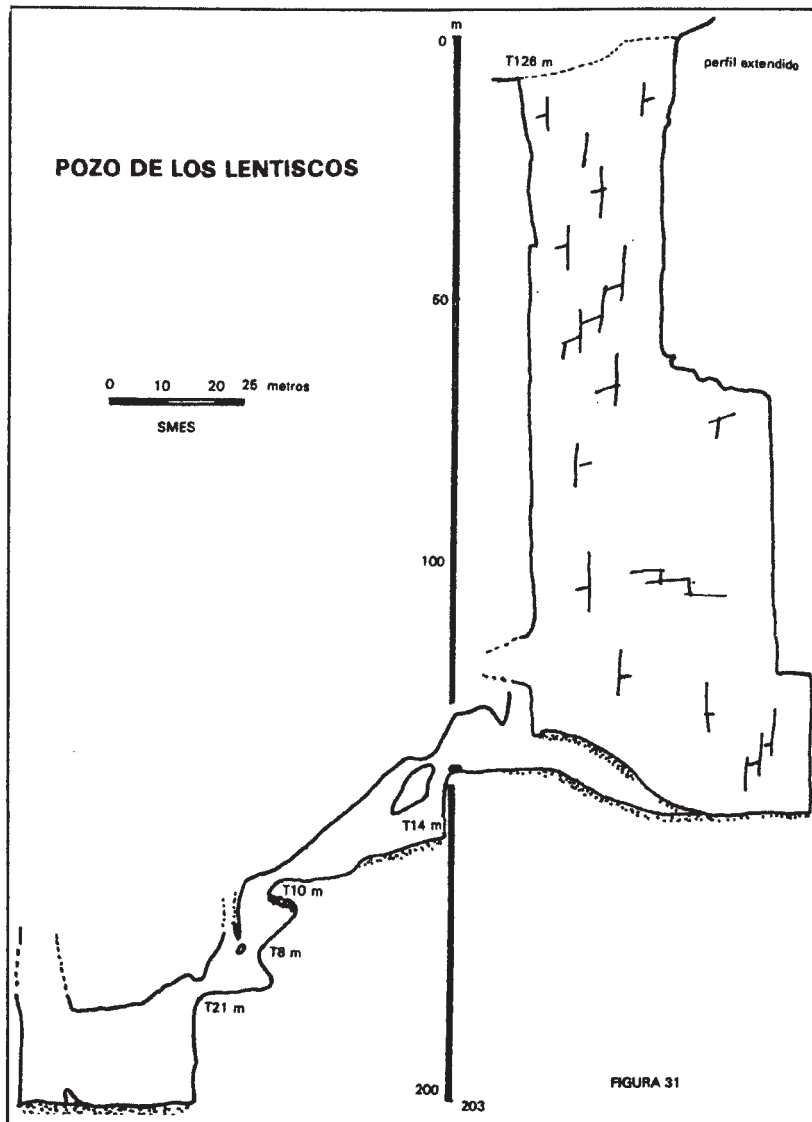 m
0
T128 m
perfil extendido
POZO DE LOS LENTISCOS
50
0 10 20 25 metros
SMES
100
T14 m
T10 m
T8 m
T21 m
200
203
FIGURA 31